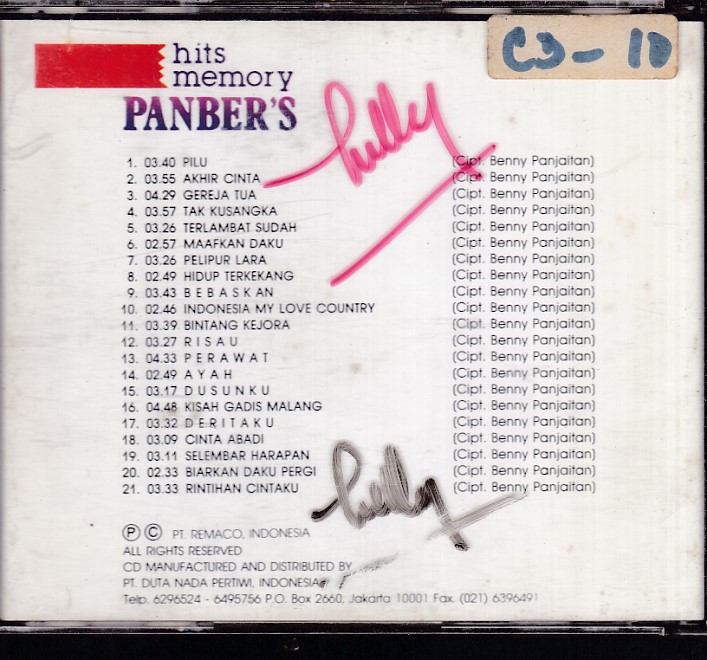 CD-10
hits
memory
PANBER'S
1. 03.40 PILU (Cipt. Benny Panjaitan)
2. 03.55 AKHIR CINTA (Cipt. Benny Panjaitan)
3. 04.29 GEREJA TUA (Cipt. Benny Panjaitan)
4. 03.57 TAK KUSANGKA (Cipt. Benny Panjaitan)
5. 03.26 TERLAMBAT SUDAH (Cipt. Benny Panjaitan)
6. 02.57 MAAFKAN DAKU (Cipt. Benny Panjaitan)
7. 03.26 PELIPUR LARA (Cipt. Benny Panjaitan)
8. 02.49 HIDUP TERKEKANG (Cipt. Benny Panjaitan)
9. 03.43 B E B A S K A N (Cipt. Benny Panjaitan)
10. 02.46 INDONESIA MY LOVE COUNTRY (Cipt. Benny Panjaitan)
11. 03.39 BINTANG KEJORA (Cipt. Benny Panjaitan)
12. 03.27 R I S A U (Cipt. Benny Panjaitan)
13. 04.33 P E R A W A T (Cipt. Benny Panjaitan)
14. 02.49 A Y A H (Cipt. Benny Panjaitan)
15. 03.17 D U S U N K U (Cipt. Benny Panjaitan)
16. 04.48 KISAH GADIS MALANG (Cipt. Benny Panjaitan)
17. 03.32 D E R I T A K U (Cipt. Benny Panjaitan)
18. 03.09 CINTA ABADI (Cipt. Benny Panjaitan)
19. 03.11 SELEMBAR HARAPAN (Cipt. Benny Panjaitan)
20. 02.33 BIARKAN DAKU PERGI (Cipt. Benny Panjaitan)
21. 03.33 RINTIHAN CINTAKU (Cipt. Benny Panjaitan)
Ⓟ Ⓒ PT. REMACO, INDONESIA
ALL RIGHTS RESERVED
CD MANUFACTURED AND DISTRIBUTED BY
PT. DUTA NADA PERTIWI, INDONESIA
Telp. 6296524 - 6495756 P.O. Box 2660, Jakarta 10001 Fax. (021) 6396491